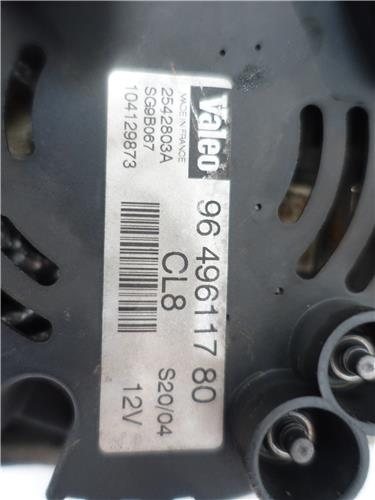 Valeo
MADE IN FRANCE
2542803A
SG9B067
104129873
96 496117 80
CL8
S20/04
12V